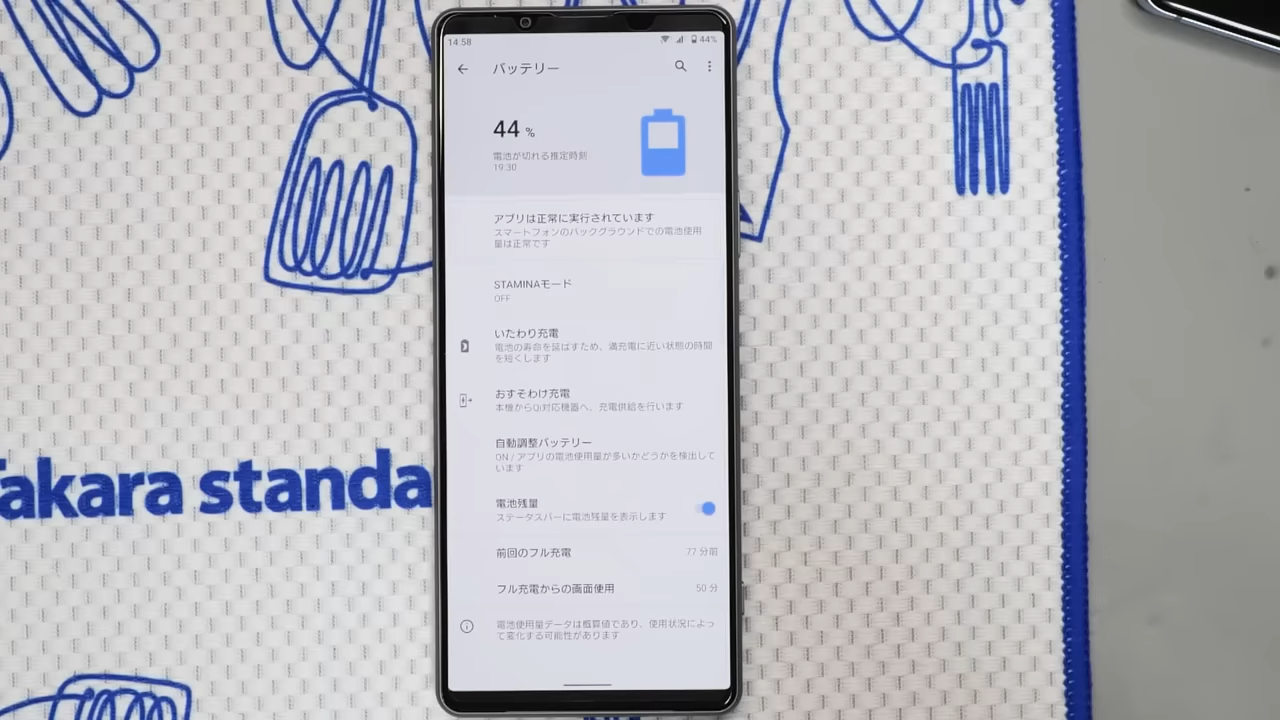 14:58
44%
バッテリー
44 %
電池が切れる推定時刻
19:30
アプリは正常に実行されています
スマートフォンのバックグラウンドでの電池使用
量は正常です
STAMINAモード
OFF
いたわり充電
電池の寿命を延ばすため、満充電に近い状態の時間
を短くします
おすそわけ充電
本機からQi対応機器へ、充電供給を行います
自動調整バッテリー
ON / アプリの電池使用量が多いかどうかを検出して
います
電池残量
ステータスバーに電池残量を表示します
前回のフル充電
77 分前
フル充電からの画面使用
50 分
電池使用量データは概算値であり、使用状況によっ
て変化する可能性があります
Takara standa